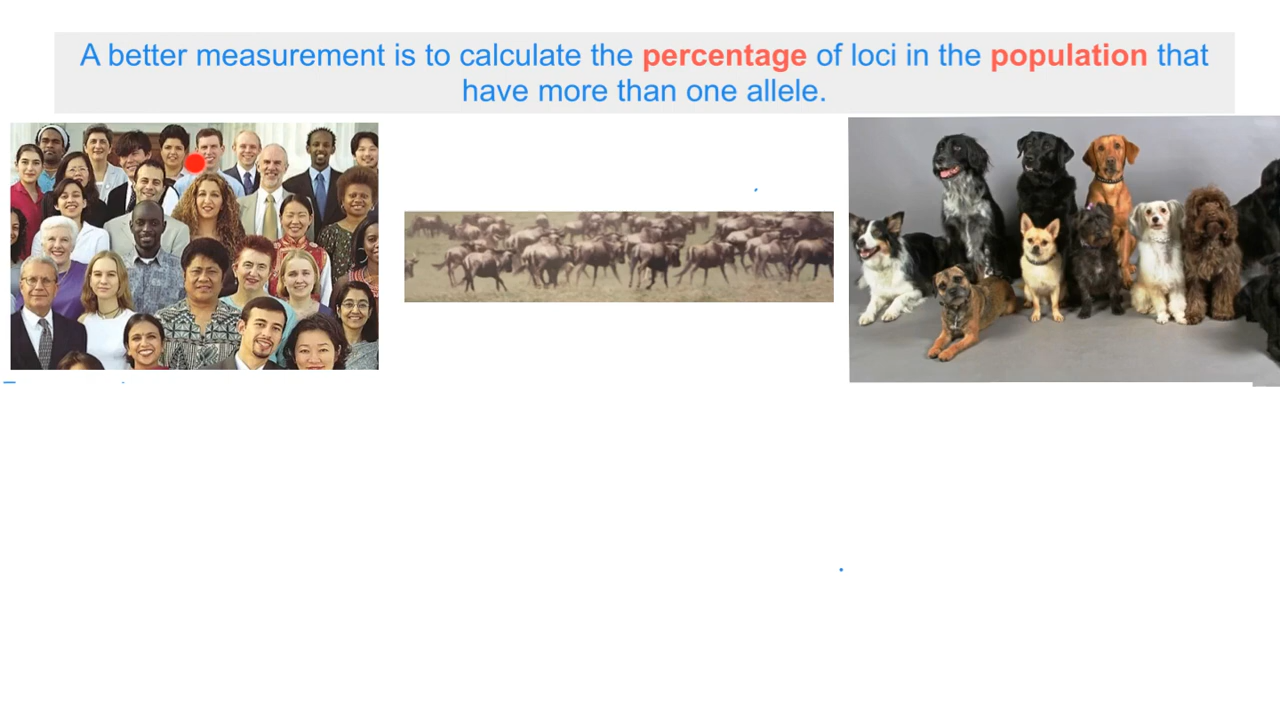 A better measurement is to calculate the percentage of loci in the population that
have more than one allele.